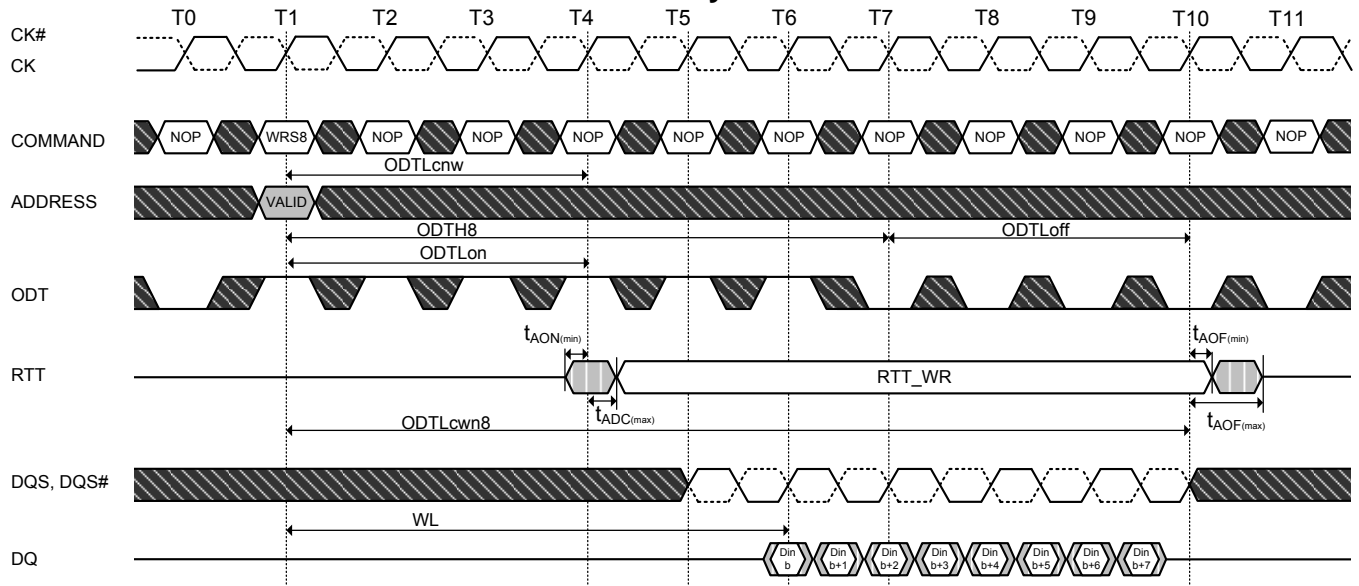 T0 T1 T2 T3 T4 T5 T6 T7 T8 T9 T10 T11
CK#
CK
COMMAND NOP WRS8 NOP NOP NOP NOP NOP NOP NOP NOP NOP NOP
ODTLcnw
ADDRESS VALID
ODTH8 ODTLoff
ODTLon
ODT
tAON(min) tAOF(min)
RTT RTT_WR
tADC(max) tAOF(max)
ODTLcwn8
DQS, DQS#
WL
DQ Din b Din b+1 Din b+2 Din b+3 Din b+4 Din b+5 Din b+6 Din b+7